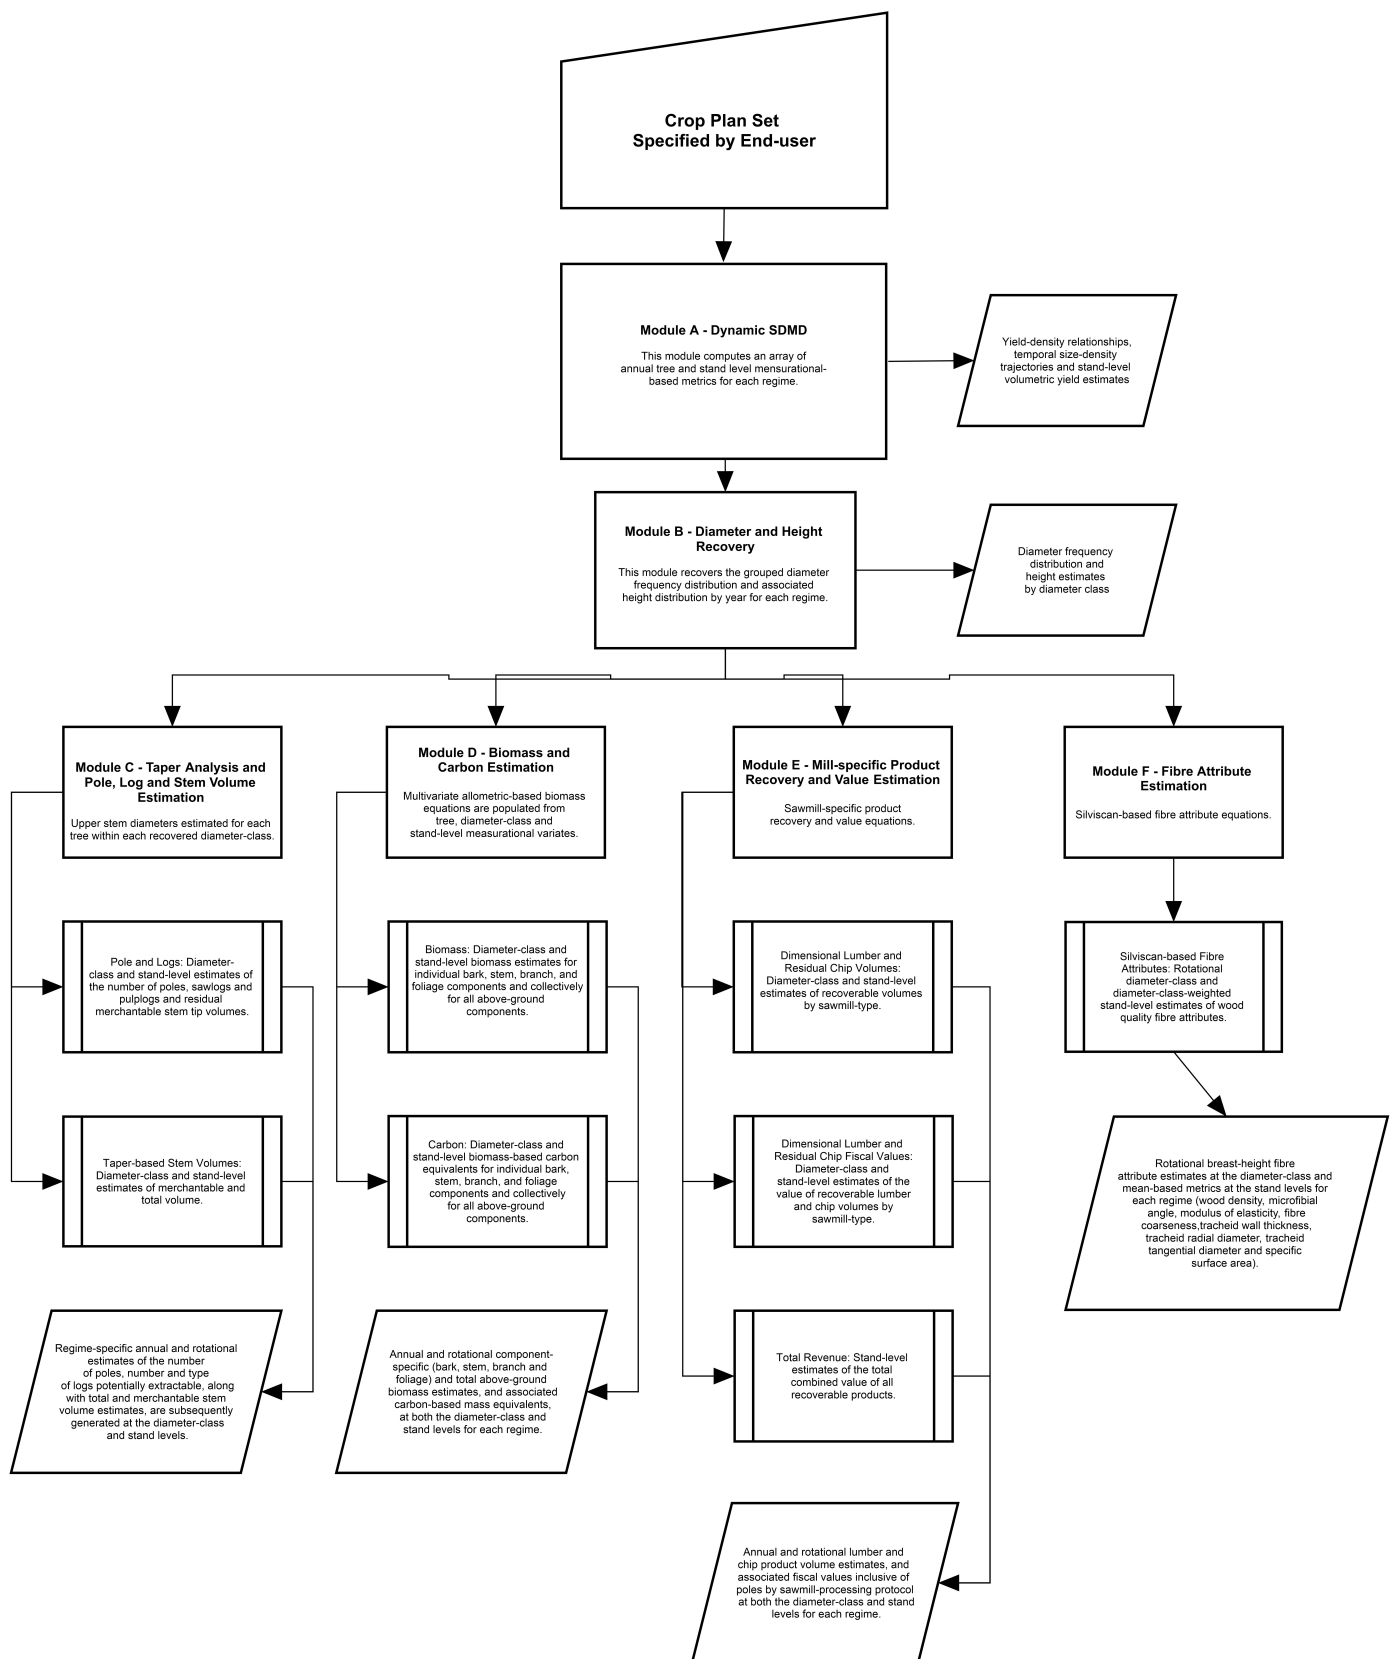 Crop Plan Set
Specified by End-user
Module A - Dynamic SDMD
This module computes an array of
annual tree and stand level mensurational-
based metrics for each regime.
Yield-density relationships,
temporal size-density
trajectories and stand-level
volumetric yield estimates
Module B - Diameter and Height
Recovery
This module recovers the grouped diameter
frequency distribution and associated
height distribution by year for each regime.
Diameter frequency
distribution and
height estimates
by diameter class
Module C - Taper Analysis and
Pole, Log and Stem Volume
Estimation
Upper stem diameters estimated for each
tree within each recovered diameter-class.
Module D - Biomass and
Carbon Estimation
Multivariate allometric-based biomass
equations are populated from
tree, diameter-class and
stand-level measurational variates.
Module E - Mill-specific Product
Recovery and Value Estimation
Sawmill-specific product
recovery and value equations.
Module F - Fibre Attribute
Estimation
Silviscan-based fibre attribute equations.
Pole and Logs: Diameter-
class and stand-level estimates of
the number of poles, sawlogs and
pulplogs and residual
merchantable stem tip volumes.
Biomass: Diameter-class and
stand-level biomass estimates for
individual bark, stem, branch, and
foliage components and collectively
for all above-ground
components.
Dimensional Lumber and
Residual Chip Volumes:
Diameter-class and stand-level
estimates of recoverable volumes
by sawmill-type.
Silviscan-based Fibre
Attributes: Rotational
diameter-class and
diameter-class-weighted
stand-level estimates of wood
quality fibre attributes.
Taper-based Stem Volumes:
Diameter-class and stand-level
estimates of merchantable and
total volume.
Carbon: Diameter-class and
stand-level biomass-based carbon
equivalents for individual bark,
stem, branch, and foliage
components and collectively
for all above-ground
components.
Dimensional Lumber and
Residual Chip Fiscal Values:
Diameter-class and
stand-level estimates of the
value of recoverable lumber
and chip volumes by
sawmill-type.
Rotational breast-height fibre
attribute estimates at the diameter-class and
mean-based metrics at the stand levels for
each regime (wood density, microfibial
angle, modulus of elasticity, fibre
coarseness,tracheid wall thickness,
tracheid radial diameter, tracheid
tangential diameter and specific
surface area).
Regime-specific annual and rotational
estimates of the number
of poles, number and type
of logs potentially extractable, along
with total and merchantable stem
volume estimates, are subsequently
generated at the diameter-class
and stand levels.
Annual and rotational component-
specific (bark, stem, branch and
foliage) and total above-ground
biomass estimates, and associated
carbon-based mass equivalents,
at both the diameter-class and
stand levels for each regime.
Total Revenue: Stand-level
estimates of the total
combined value of all
recoverable products.
Annual and rotational lumber and
chip product volume estimates, and
associated fiscal values inclusive of
poles by sawmill-processing protocol
at both the diameter-class and stand
levels for each regime.